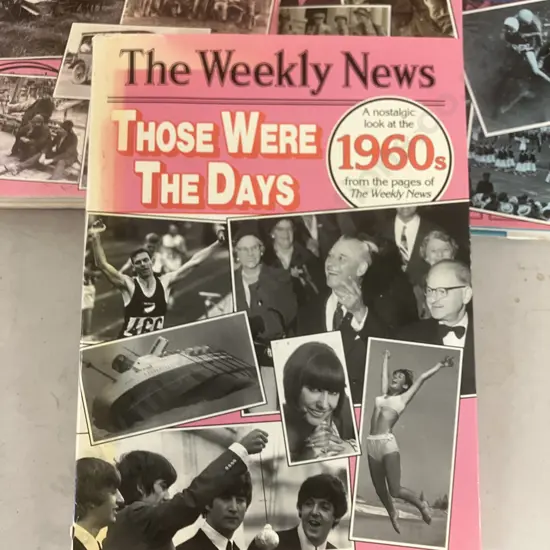 The Weekly News
THOSE WERE
THE DAYS
A nostalgic
look at the
1960s
from the pages of
The Weekly News
466